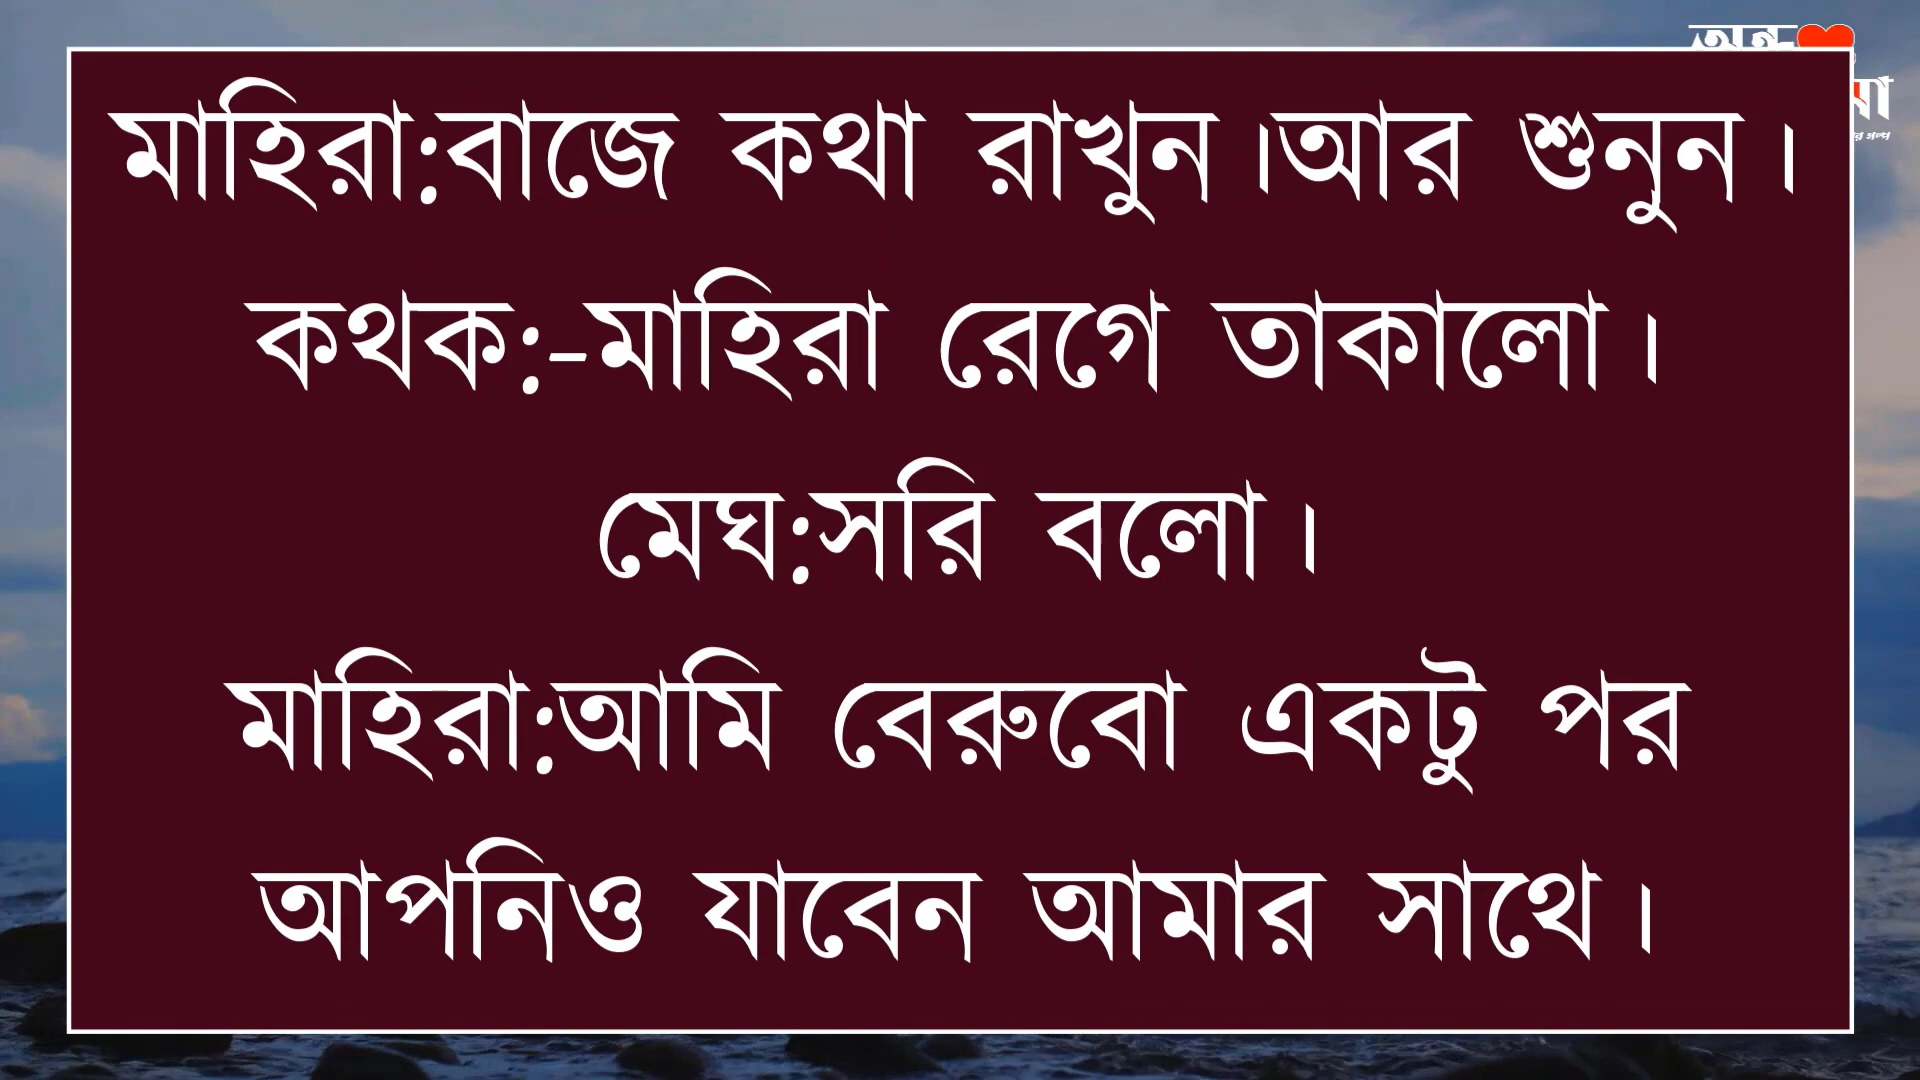 মাহিরা:বাজে কথা রাখুন।আর শুনুন।
কথক:-মাহিরা রেগে তাকালো।
মেঘ:সরি বলো।
মাহিরা:আমি বেরুবো একটু পর
আপনিও যাবেন আমার সাথে।